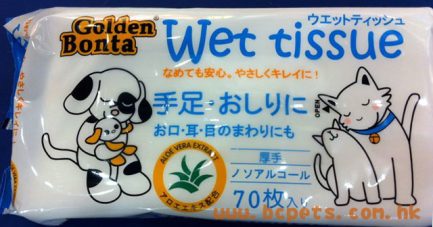 Golden
Bonta
ウエットティッシュ
Wet tissue
なめても安心。やさしくキレイに！
手足・おしりに
お口・耳・目のまわりにも
OPEN
ALOE VERA EXTRACT
アロエエキス配合
厚手
ノンアルコール
70枚入り
www.bcpets.com.hk